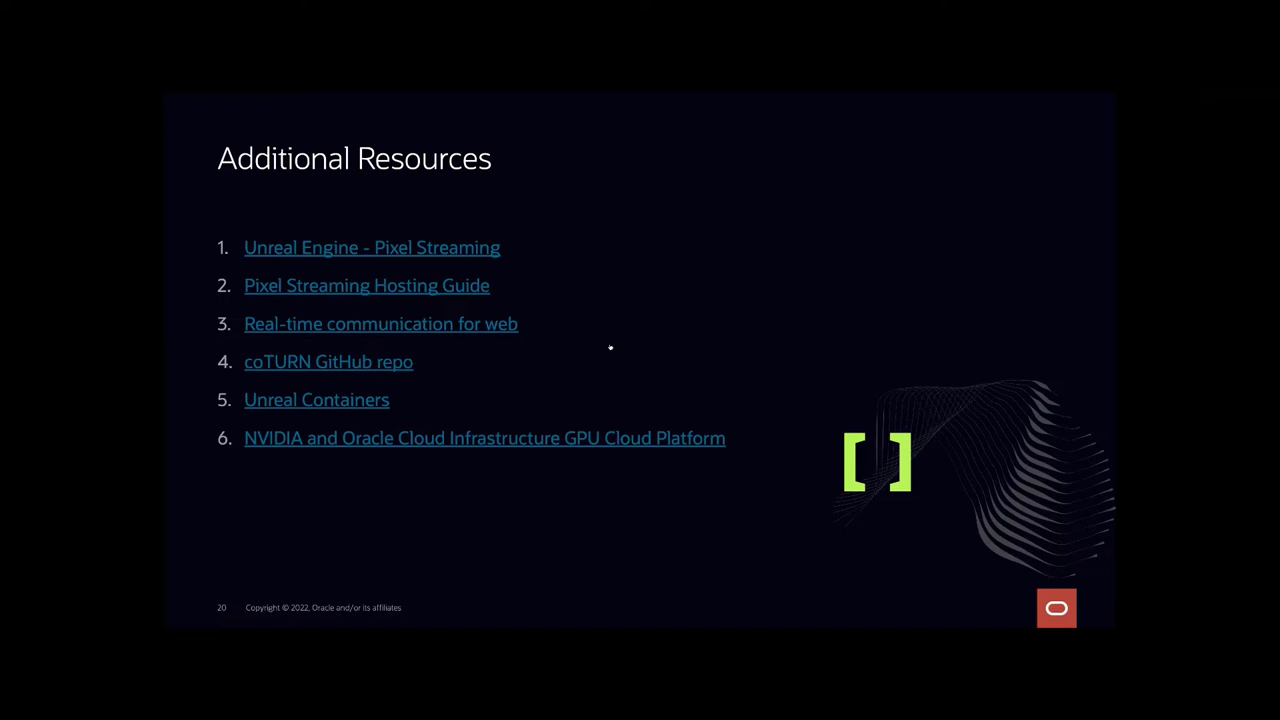 Additional Resources
1. Unreal Engine - Pixel Streaming
2. Pixel Streaming Hosting Guide
3. Real-time communication for web
4. coTURN GitHub repo
5. Unreal Containers
6. NVIDIA and Oracle Cloud Infrastructure GPU Cloud Platform
[ ]
20 Copyright © 2022, Oracle and/or its affiliates